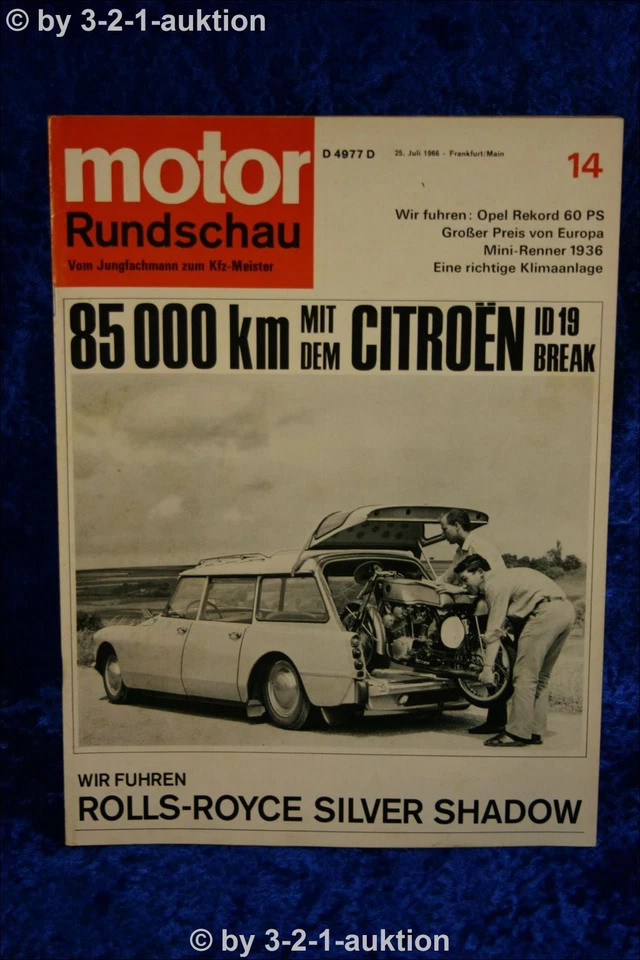 © by 3-2-1-auktion
motor
Rundschau
Vom Jungfachmann zum Kfz-Meister
D 4977 D
25. Juli 1966 - Frankfurt/Main
14
Wir fuhren: Opel Rekord 60 PS
Großer Preis von Europa
Mini-Renner 1936
Eine richtige Klimaanlage
85 000 km MIT DEM CITROËN ID 19 BREAK
WIR FUHREN
ROLLS-ROYCE SILVER SHADOW
© by 3-2-1-auktion